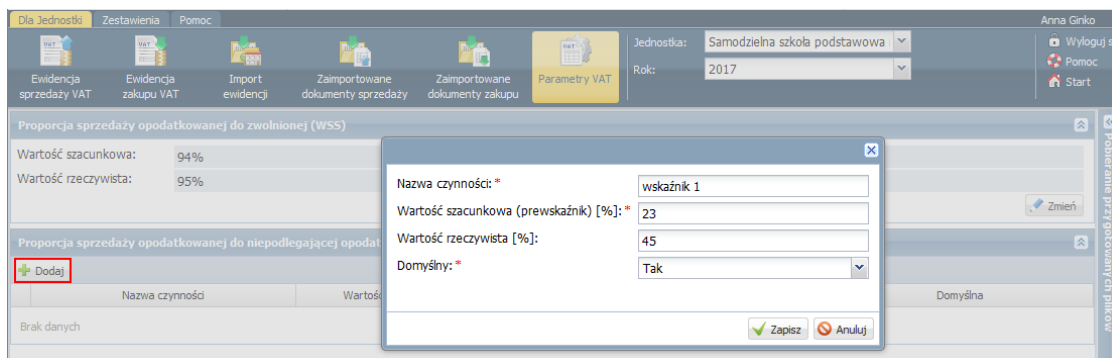 Dla Jednostki Zestawienia Pomoc Anna Ginko
Ewidencja sprzedaży VAT
Ewidencja zakupu VAT
Import ewidencji
Zaimportowane dokumenty sprzedaży
Zaimportowane dokumenty zakupu
Parametry VAT
Jednostka: Samodzielna szkoła podstawowa
Rok: 2017
Wyloguj s
Pomoc
Start
Proporcja sprzedaży opodatkowanej do zwolnionej (WSS)
Wartość szacunkowa: 94%
Wartość rzeczywista: 95%
Zmień
Pobieranie przygotowanych plików
Nazwa czynności: * wskaźnik 1
Wartość szacunkowa (prewskaźnik) [%]: * 23
Wartość rzeczywista [%]: 45
Domyślny: * Tak
Zapisz Anuluj
Proporcja sprzedaży opodatkowanej do niepodlegającej opodat
Dodaj
Nazwa czynności Wartość Domyślna
Brak danych